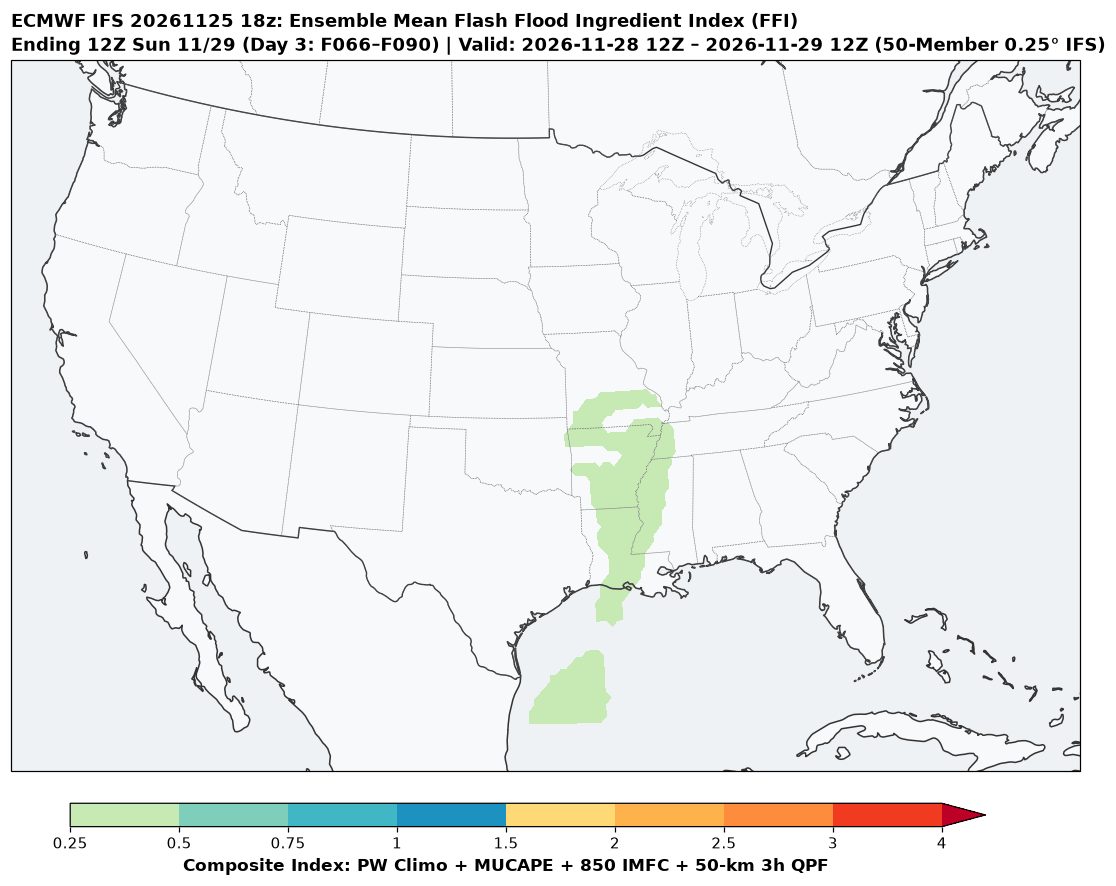 ECMWF IFS 20261125 18z: Ensemble Mean Flash Flood Ingredient Index (FFI)
Ending 12Z Sun 11/29 (Day 3: F066–F090) | Valid: 2026-11-28 12Z – 2026-11-29 12Z (50-Member 0.25° IFS)
0.25 0.5 0.75 1 1.5 2 2.5 3 4
Composite Index: PW Climo + MUCAPE + 850 IMFC + 50-km 3h QPF